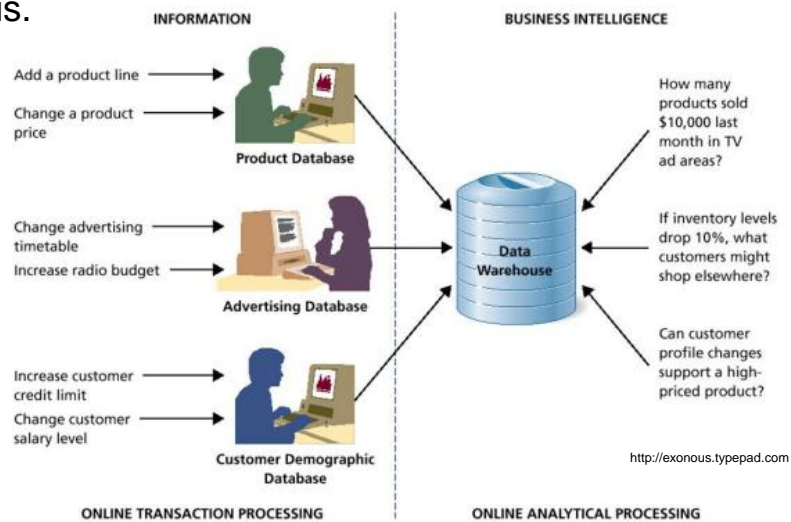 us.
INFORMATION
BUSINESS INTELLIGENCE
Add a product line
Change a product
price
Product Database
Change advertising
timetable
Increase radio budget
Advertising Database
Increase customer
credit limit
Change customer
salary level
Customer Demographic
Database
Data
Warehouse
How many
products sold
$10,000 last
month in TV
ad areas?
If inventory levels
drop 10%, what
customers might
shop elsewhere?
Can customer
profile changes
support a high-
priced product?
http://exonous.typepad.com
ONLINE TRANSACTION PROCESSING
ONLINE ANALYTICAL PROCESSING